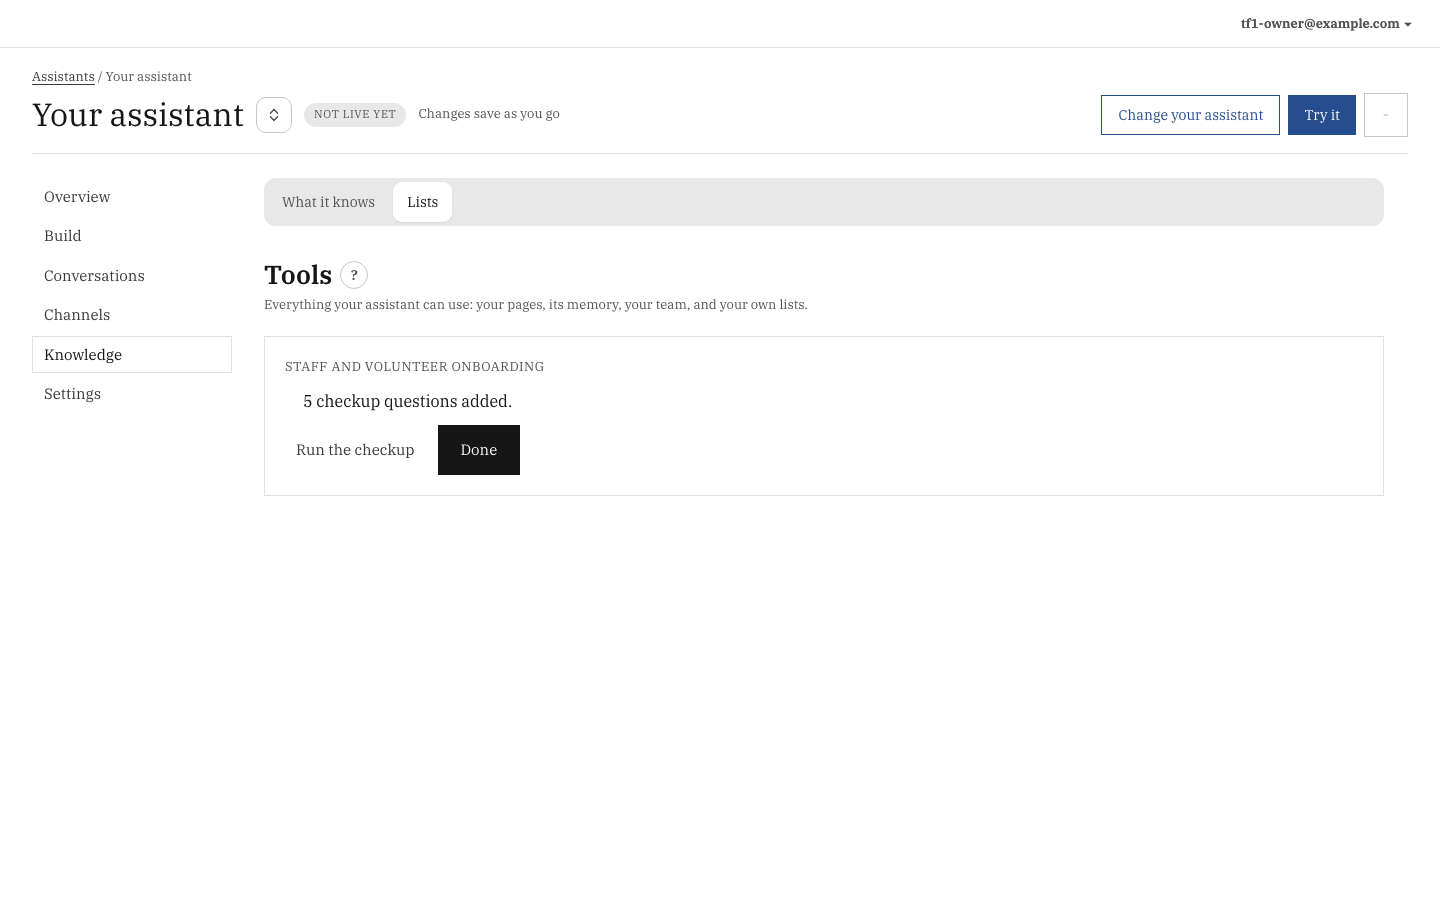 tf1-owner@example.com
Assistants / Your assistant
Your assistant
NOT LIVE YET
Changes save as you go
Change your assistant
Try it
Overview
Build
Conversations
Channels
Knowledge
Settings
What it knows
Lists
Tools
?
Everything your assistant can use: your pages, its memory, your team, and your own lists.
STAFF AND VOLUNTEER ONBOARDING
5 checkup questions added.
Run the checkup
Done